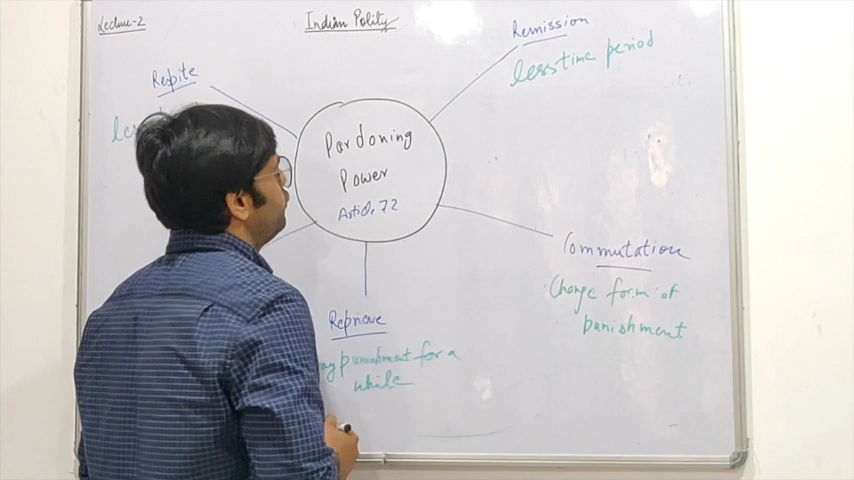 Lecture-2
Indian Polity
Remission
less time period
Respite
Pardoning
Power
Article 72
Commutation
Change form of
punishment
Reprieve
punishment for a
while